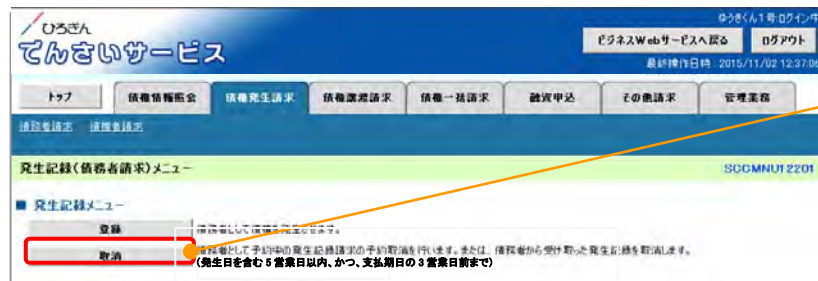 ひろぎん
でんさいサービス
ゆうぎん1号:ログイン中
ビジネスWebサービスへ戻る ログアウト
最終操作日時:2015/11/02 12:37:06
トップ 債権情報照会 債権発生請求 債権譲渡請求 債権一括請求 融資申込 その他請求 管理業務
債務者請求 債権者請求
発生記録(債務者請求)メニュー SCCMNU12201
発生記録メニュー
登録 債務者として債権を発生させます。
取消 債務者として予約中の発生記録請求の予約取消を行います。または、債務者から受け取った発生記録を取消します。
(発生日を含む5営業日以内、かつ、支払期日の3営業日前まで)